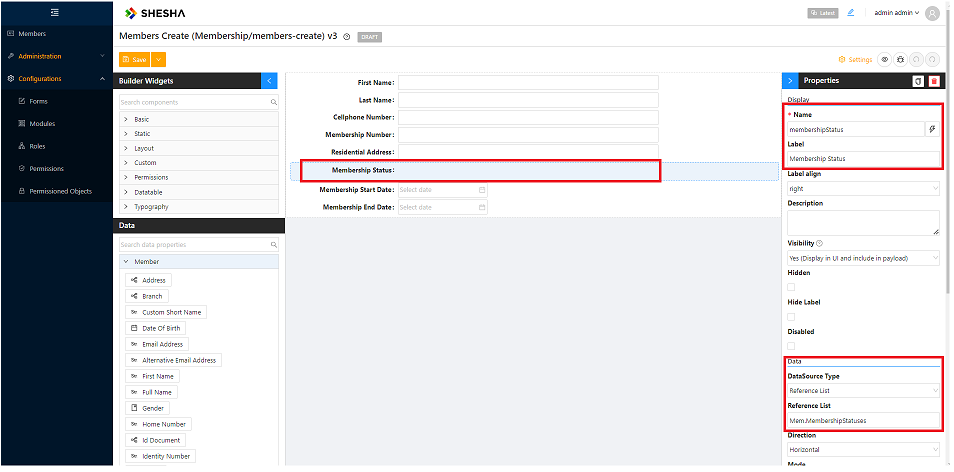 SHESHA
Latest
admin admin
Members
Administration
Configurations
Forms
Modules
Roles
Permissions
Permissioned Objects
Members Create (Membership/members-create) v3
DRAFT
Save
Settings
Builder Widgets
Search components
Basic
Static
Layout
Custom
Permissions
Datatable
Typography
Data
Search data properties
Member
Address
Branch
Custom Short Name
Date Of Birth
Email Address
Alternative Email Address
First Name
Full Name
Gender
Home Number
Id Document
Identity Number
First Name:
Last Name:
Cellphone Number:
Membership Number:
Residential Address:
Membership Status:
Membership Start Date: Select date
Membership End Date: Select date
Properties
Display
* Name
membershipStatus
Label
Membership Status
Label align
right
Description
Visibility
Yes (Display in UI and include in payload)
Hidden
Hide Label
Disabled
Data
DataSource Type
Reference List
Reference List
Mem.MembershipStatuses
Direction
Horizontal
Mode